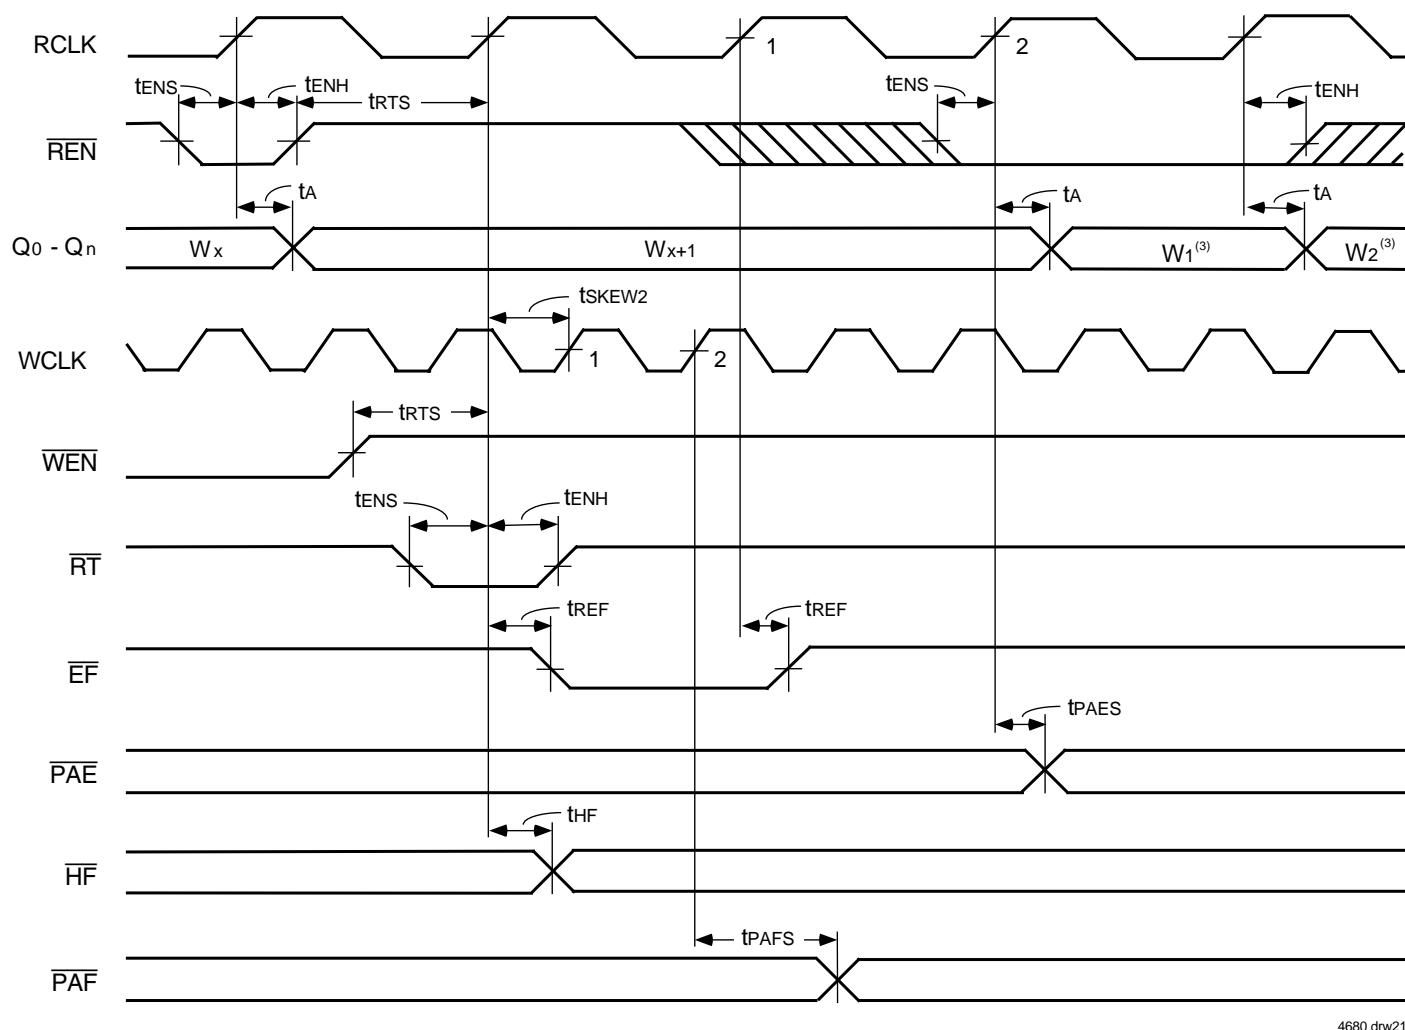 RCLK
1
2
tENS
tENH
tRTS
tENS
tENH
REN
tA
tA
tA
Q0 - Qn
Wx
Wx+1
W1(3)
W2(3)
tSKEW2
WCLK
1
2
tRTS
WEN
tENS
tENH
RT
tREF
tREF
EF
tPAES
PAE
tHF
HF
tPAFS
PAF
4680 drw21